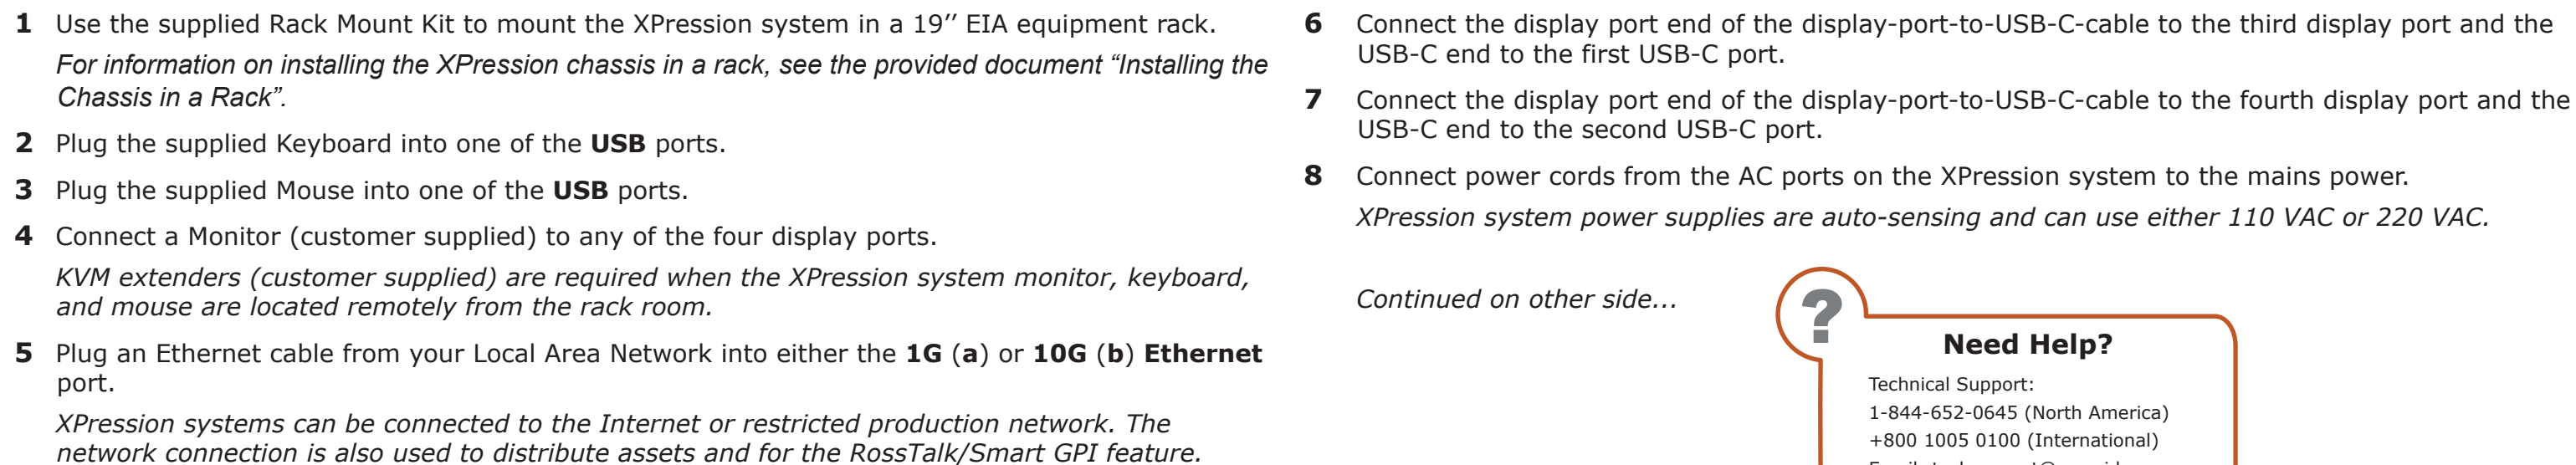 1 Use the supplied Rack Mount Kit to mount the XPression system in a 19′′ EIA equipment rack.
For information on installing the XPression chassis in a rack, see the provided document “Installing the
Chassis in a Rack”.
2 Plug the supplied Keyboard into one of the USB ports.
3 Plug the supplied Mouse into one of the USB ports.
4 Connect a Monitor (customer supplied) to any of the four display ports.
KVM extenders (customer supplied) are required when the XPression system monitor, keyboard,
and mouse are located remotely from the rack room.
5 Plug an Ethernet cable from your Local Area Network into either the 1G (a) or 10G (b) Ethernet
port.
XPression systems can be connected to the Internet or restricted production network. The
network connection is also used to distribute assets and for the RossTalk/Smart GPI feature.
6 Connect the display port end of the display-port-to-USB-C-cable to the third display port and the
USB-C end to the first USB-C port.
7 Connect the display port end of the display-port-to-USB-C-cable to the fourth display port and the
USB-C end to the second USB-C port.
8 Connect power cords from the AC ports on the XPression system to the mains power.
XPression system power supplies are auto-sensing and can use either 110 VAC or 220 VAC.
Continued on other side...
?
Need Help?
Technical Support:
1-844-652-0645 (North America)
+800 1005 0100 (International)